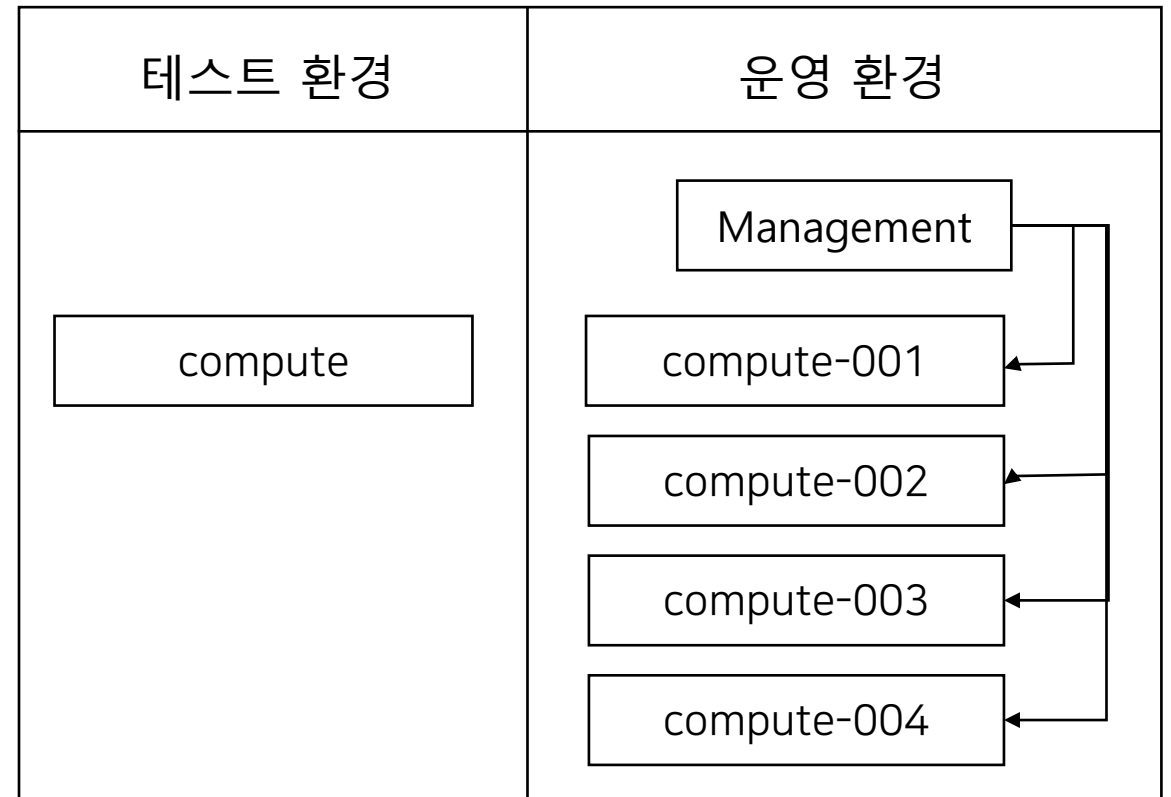 테스트 환경
운영 환경
Management
compute
compute-001
compute-002
compute-003
compute-004